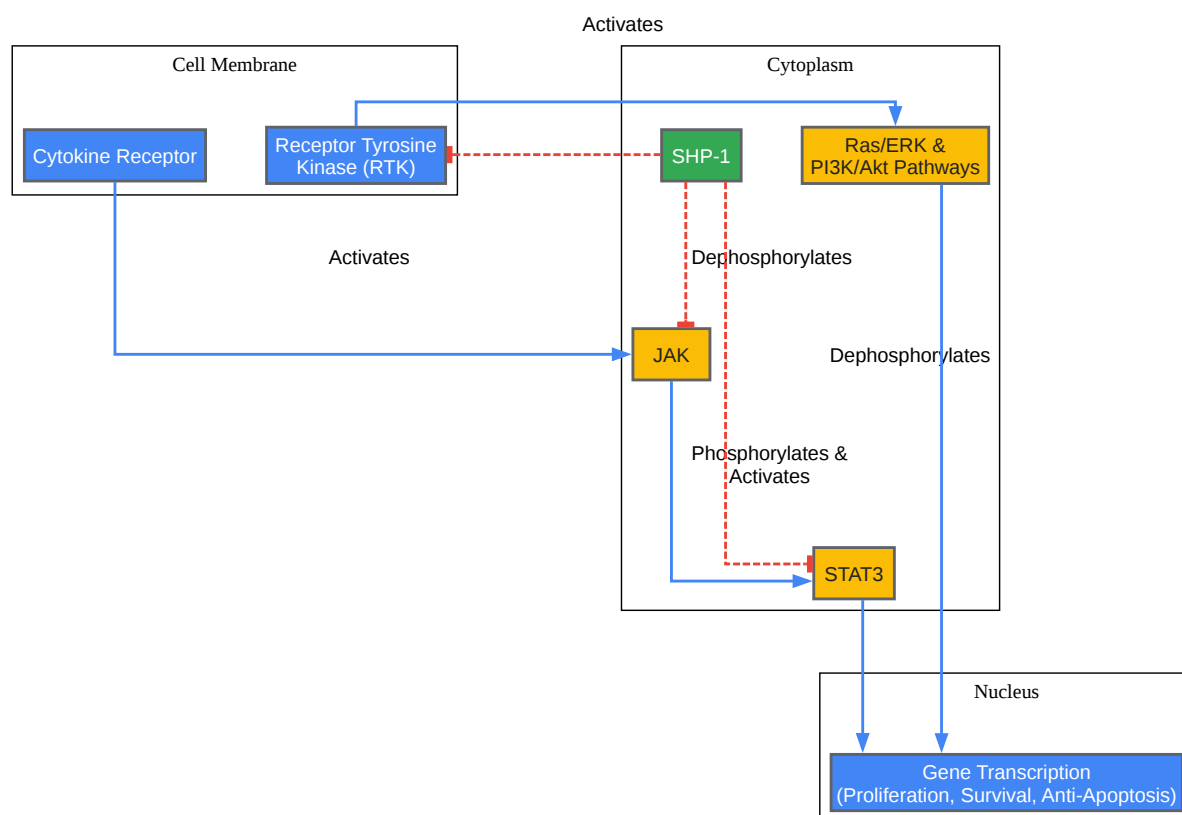 Activates
Cell Membrane
Cytoplasm
Cytokine Receptor
Receptor Tyrosine
Kinase (RTK)
SHP-1
Ras/ERK &
PI3K/Akt Pathways
Activates
Dephosphorylates
JAK
Dephosphorylates
Phosphorylates &
Activates
STAT3
Nucleus
Gene Transcription
(Proliferation, Survival, Anti-Apoptosis)